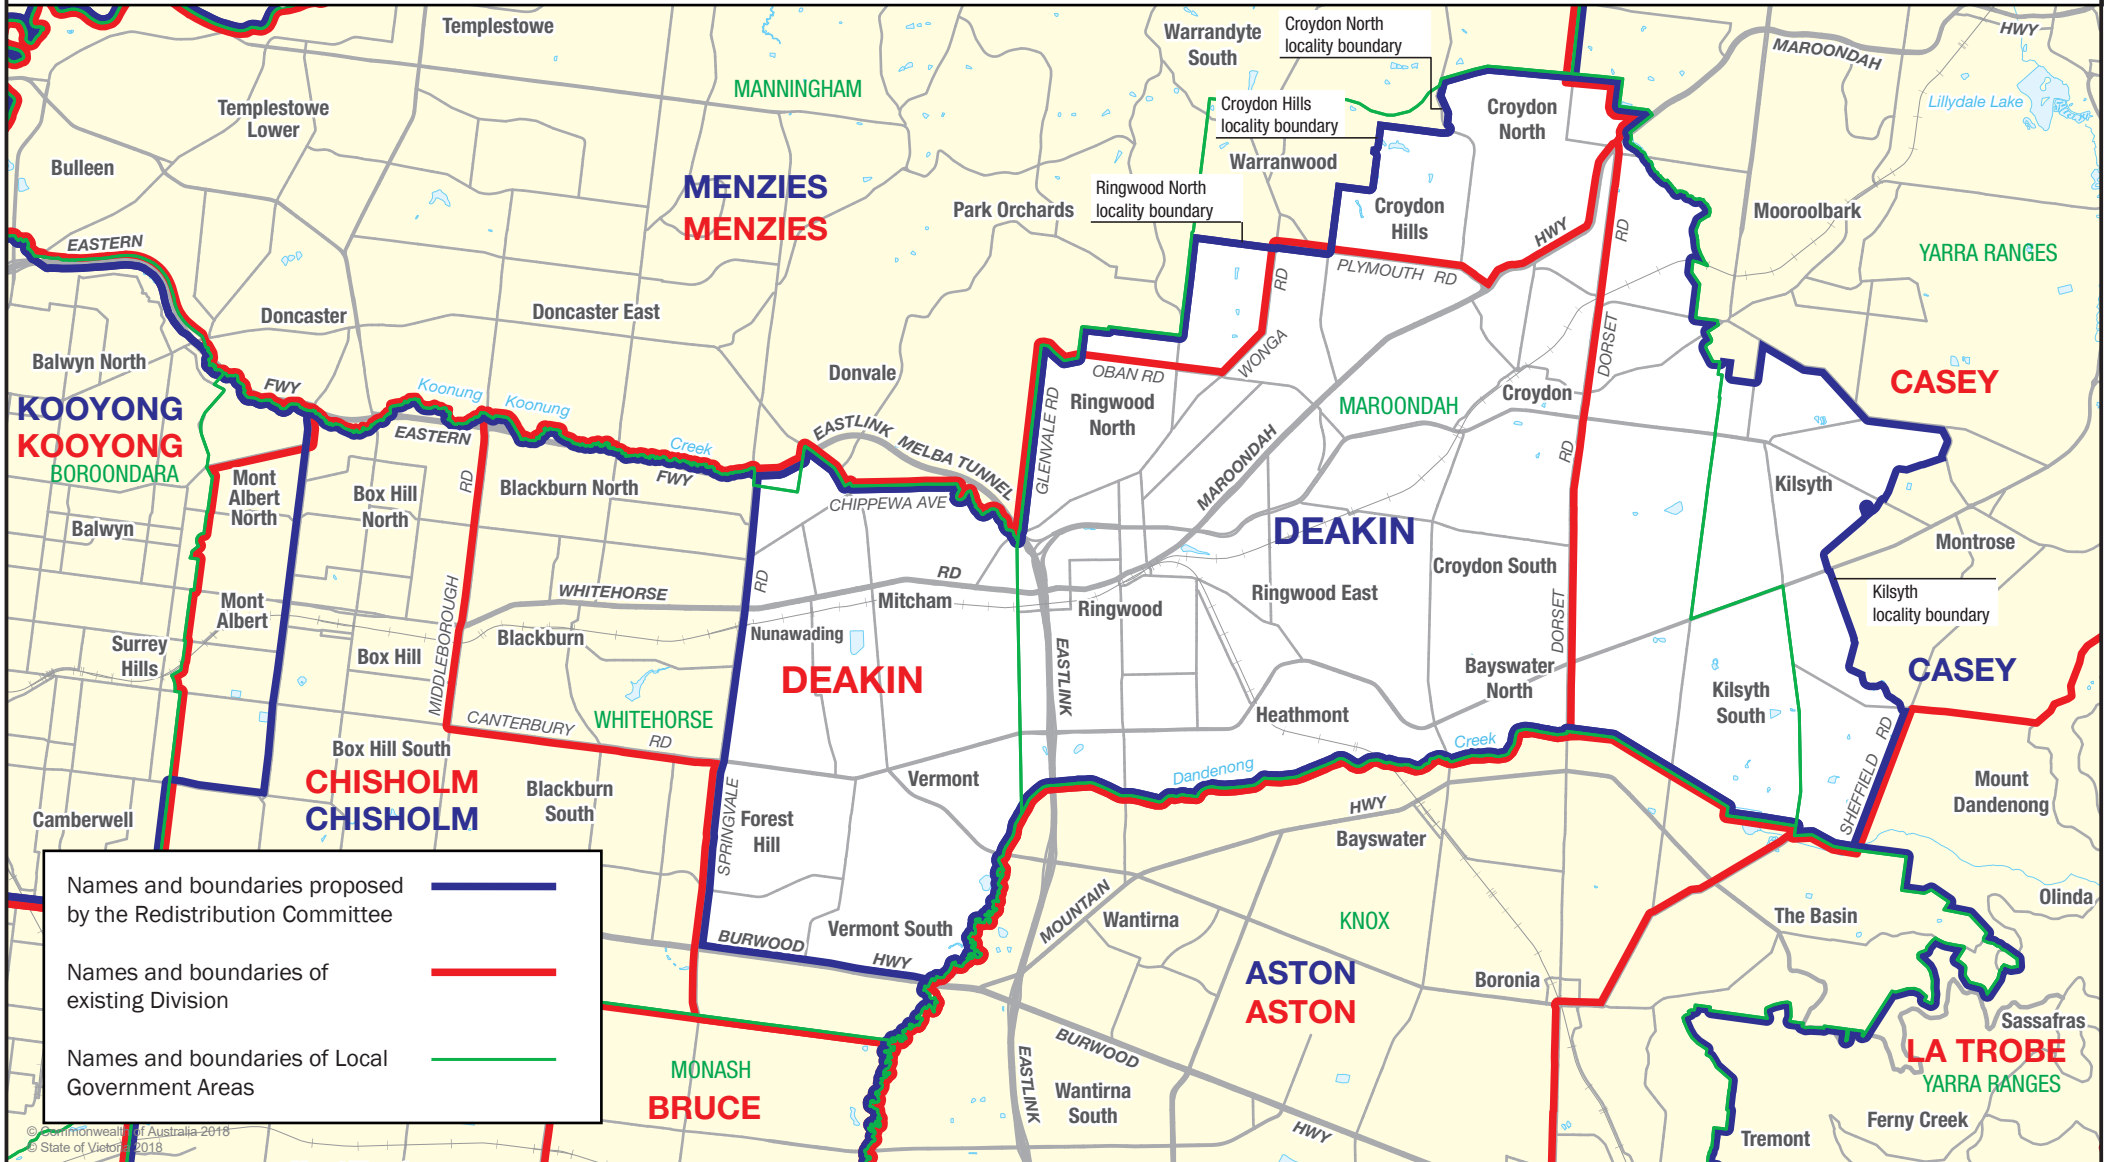 Templestowe
Warrandyte
South
Croydon North
locality boundary
HWY
MAROONDAH
MANNINGHAM
Templestowe
Lower
Croydon Hills
locality boundary
Croydon
North
Lillydale Lake
Bulleen
Warranwood
MENZIES
MENZIES
Ringwood North
locality boundary
Park Orchards
Croydon
Hills
HWY
RD
Mooroolbark
YARRA RANGES
EASTERN
PLYMOUTH RD
RD
Doncaster
Doncaster East
DORSET
WONGA
Balwyn North
Donvale
OBAN RD
CASEY
FWY
Koonung
Koonung
KOOYONG
KOOYONG
BOROONDARA
EASTERN
Creek
FWY
EASTLINK
MELBA TUNNEL
GLENVALE RD
Ringwood
North
MAROONDAH
Croydon
RD
MAROONDAH
Mont
Albert
North
Box Hill
North
RD
Blackburn North
CHIPPEWA AVE
Kilsyth
Balwyn
DEAKIN
Montrose
Mont
Albert
MIDDLEBOROUGH
WHITEHORSE
RD
RD
Mitcham
Ringwood
Ringwood East
Croydon South
DORSET
Kilsyth
locality boundary
Surrey
Hills
Box Hill
Blackburn
Nunawading
DEAKIN
EASTLINK
Bayswater
North
CASEY
WHITEHORSE
CANTERBURY
RD
Heathmont
Kilsyth
South
Box Hill South
CHISHOLM
CHISHOLM
Creek
Dandenong
SHEFFIELD RD
Mount
Dandenong
Camberwell
Blackburn
South
SPRINGVALE
Forest
Hill
Vermont
HWY
Bayswater
Names and boundaries proposed
by the Redistribution Committee
Olinda
Vermont South
BURWOOD
HWY
MOUNTAIN
Wantirna
KNOX
The Basin
Names and boundaries of
existing Division
ASTON
ASTON
Boronia
Sassafras
LA TROBE
YARRA RANGES
Names and boundaries of Local
Government Areas
MONASH
BRUCE
EASTLINK
BURWOOD
Wantirna
South
HWY
Tremont
Ferny Creek
© Commonwealth of Australia 2018
© State of Victoria 2018